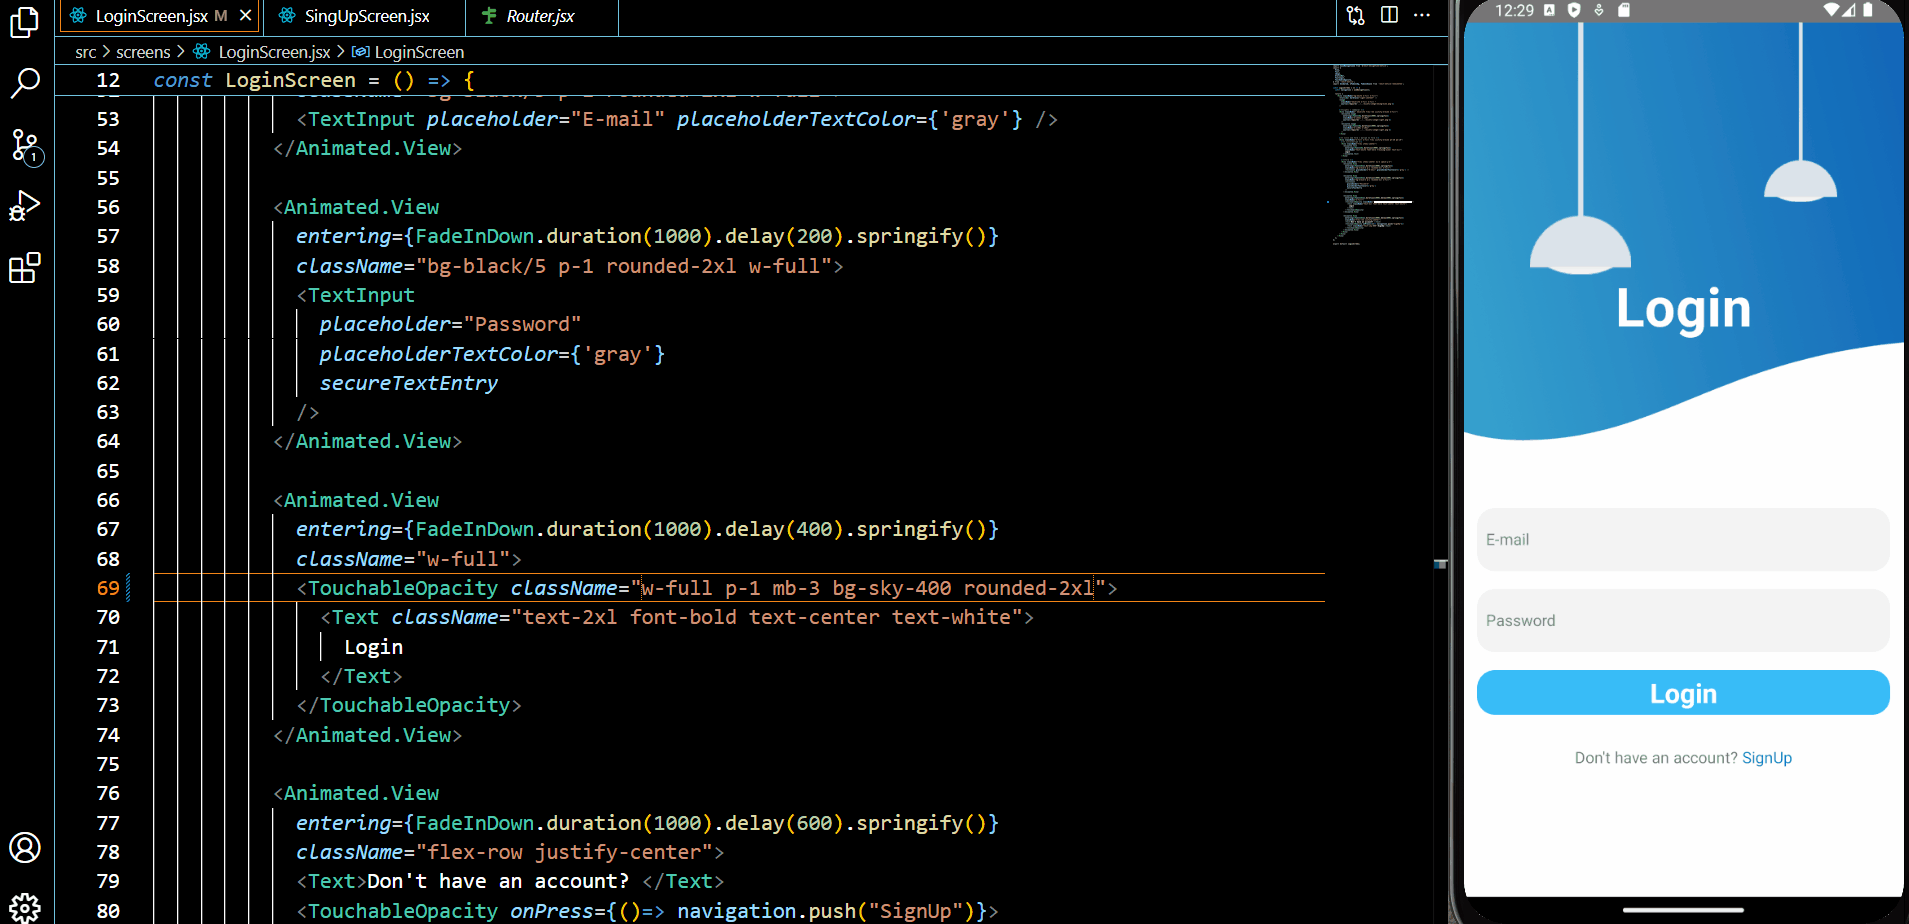 LoginScreen.jsx M
SingUpScreen.jsx
Router.jsx
src > screens > LoginScreen.jsx > LoginScreen
12 const LoginScreen = () => {
53 <TextInput placeholder="E-mail" placeholderTextColor={'gray'} />
54 </Animated.View>
55
56 <Animated.View
57 entering={FadeInDown.duration(1000).delay(200).springify()}
58 className="bg-black/5 p-1 rounded-2xl w-full">
59 <TextInput
60 placeholder="Password"
61 placeholderTextColor={'gray'}
62 secureTextEntry
63 />
64 </Animated.View>
65
66 <Animated.View
67 entering={FadeInDown.duration(1000).delay(400).springify()}
68 className="w-full">
69 <TouchableOpacity className="w-full p-1 mb-3 bg-sky-400 rounded-2xl">
70 <Text className="text-2xl font-bold text-center text-white">
71 Login
72 </Text>
73 </TouchableOpacity>
74 </Animated.View>
75
76 <Animated.View
77 entering={FadeInDown.duration(1000).delay(600).springify()}
78 className="flex-row justify-center">
79 <Text>Don't have an account? </Text>
80 <TouchableOpacity onPress={()=> navigation.push("SignUp")}>
1
12:29
Login
E-mail
Password
Login
Don't have an account? SignUp